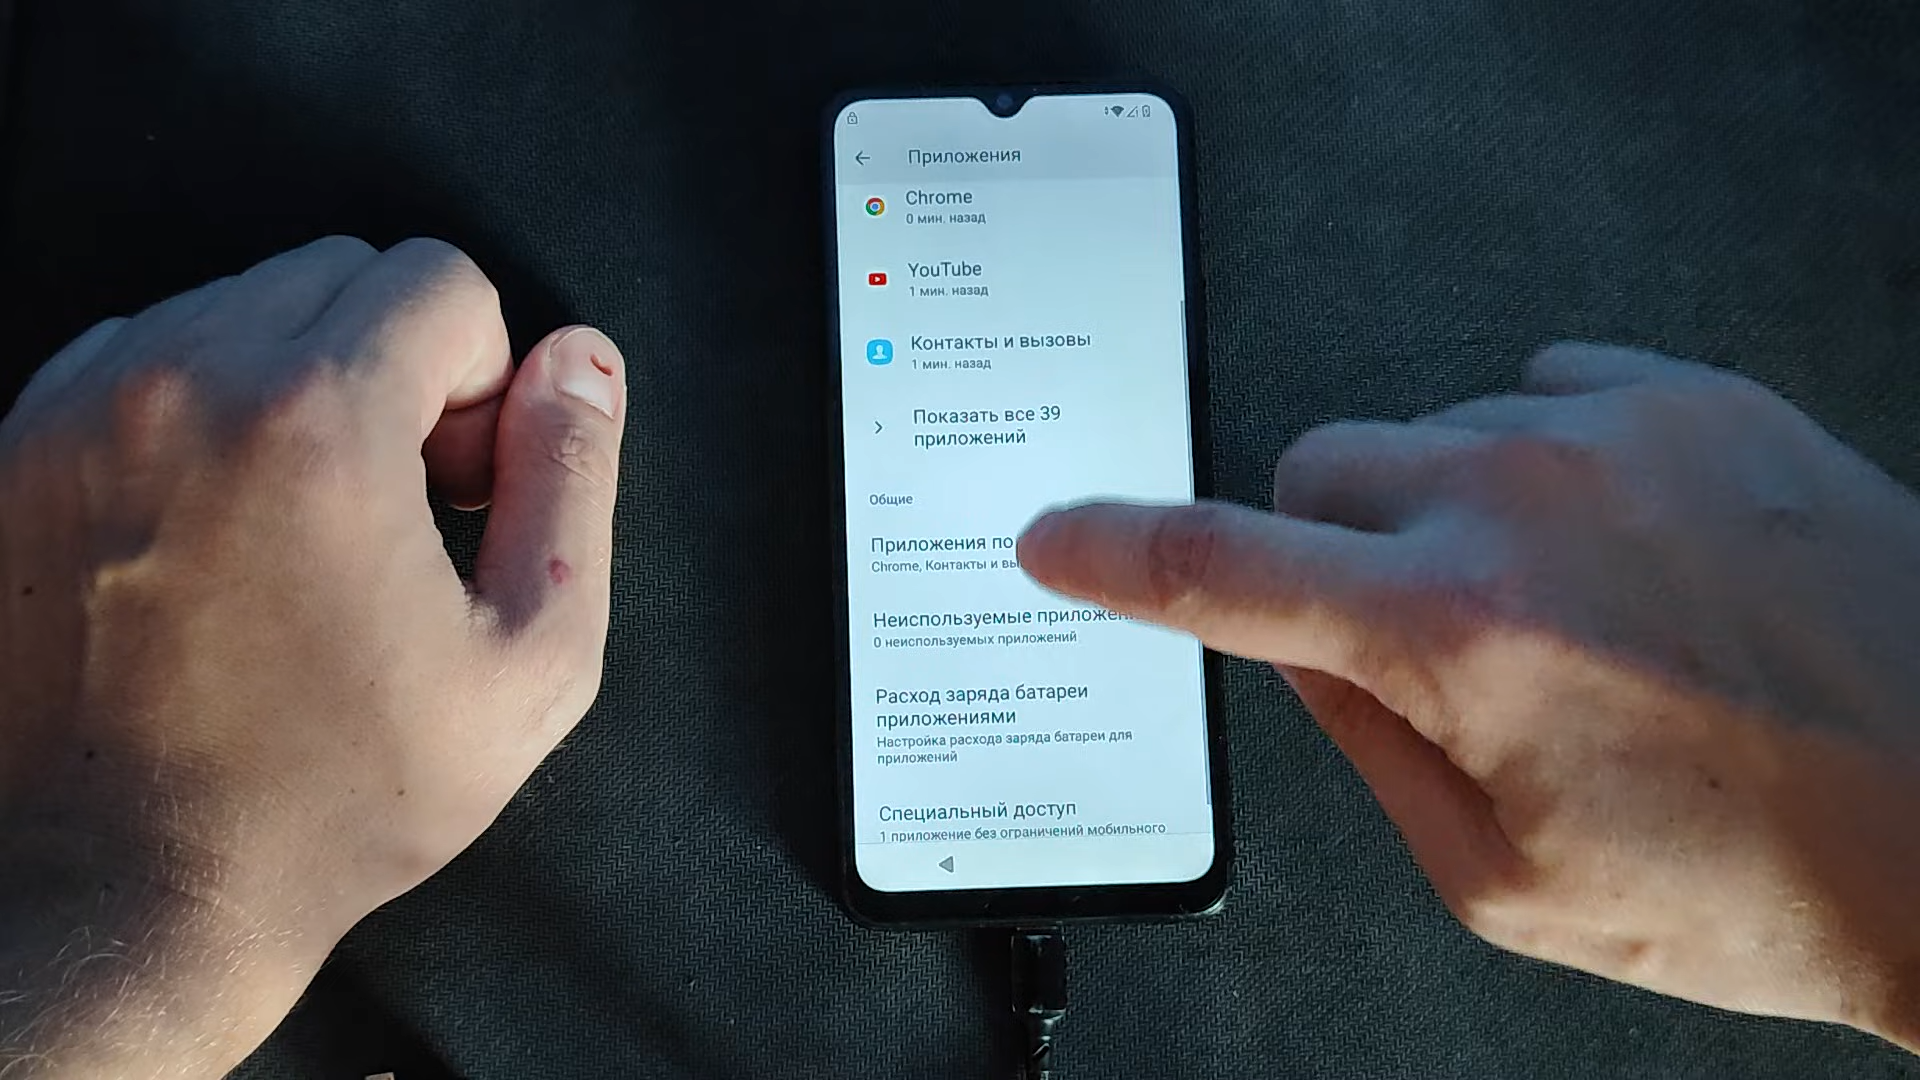 Приложения
Chrome
0 мин. назад
YouTube
1 мин. назад
Контакты и вызовы
1 мин. назад
Показать все 39
приложений
Общие
Приложения по
Chrome, Контакты и
Неиспользуемые
0 неиспользуемых приложений
Расход заряда батареи
приложениями
Настройка расхода заряда батареи для
приложений
Специальный доступ
1 приложение без ограничений мобильного